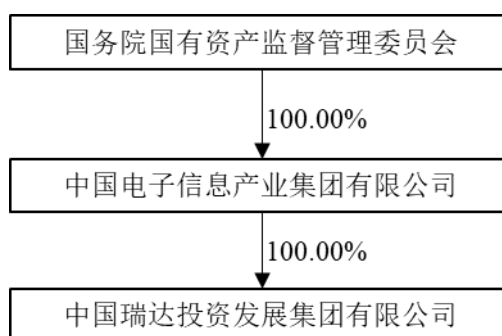 国务院国有资产监督管理委员会
100.00%
中国电子信息产业集团有限公司
100.00%
中国瑞达投资发展集团有限公司